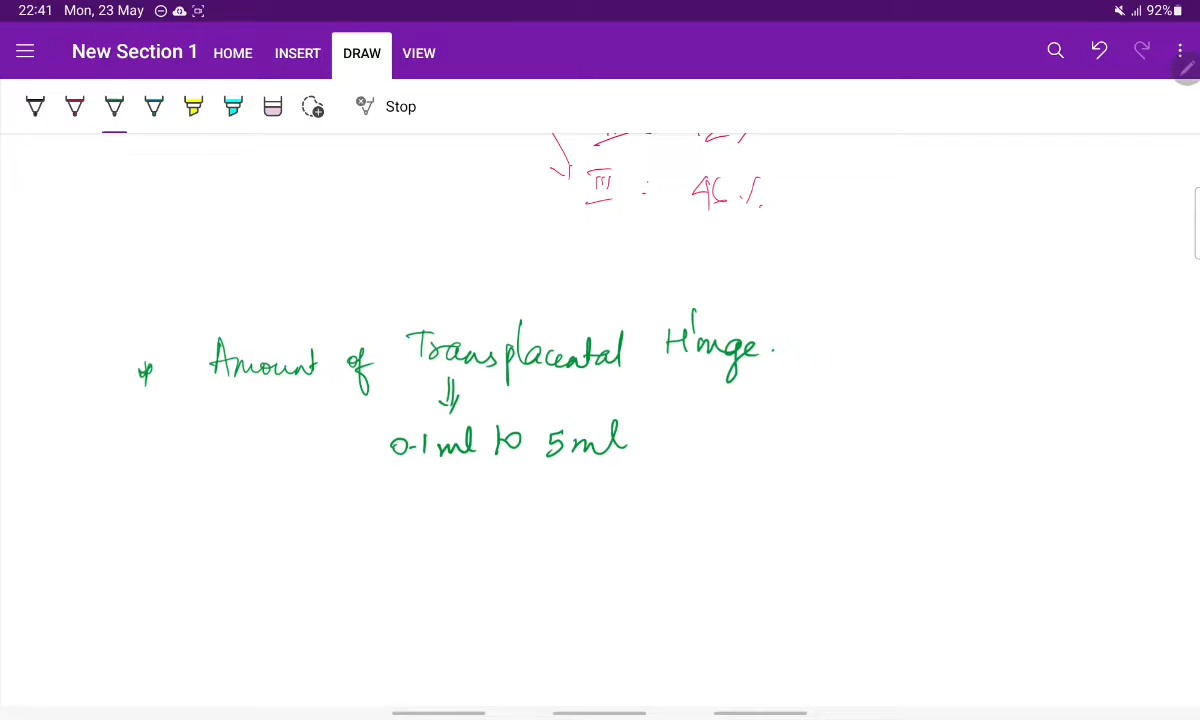 22:41 Mon, 23 May 92%
New Section 1 HOME INSERT DRAW VIEW
Stop
III : 45 %.
* Amount of Transplacental H'rnge.
0.1ml to 5ml